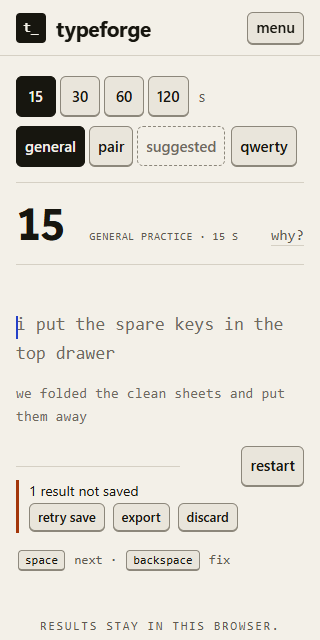 t_ typeforge menu
15 30 60 120 s
general pair suggested qwerty
15 GENERAL PRACTICE · 15 S why?
i put the spare keys in the
top drawer
we folded the clean sheets and put
them away
restart
1 result not saved
retry save export discard
space next · backspace fix
RESULTS STAY IN THIS BROWSER.